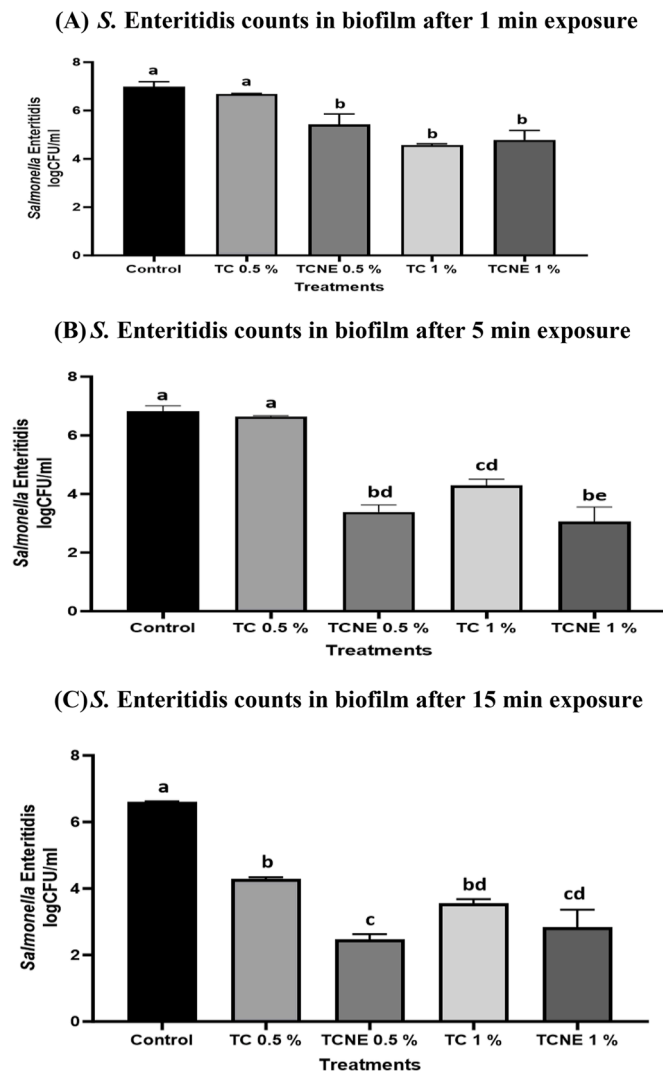 (A) S. Enteritidis counts in biofilm after 1 min exposure
Salmonella Enteritidis
logCFU/ml
8
6
4
2
0
a
a
b
b
b
Control TC 0.5 % TCNE 0.5 % TC 1 % TCNE 1 %
Treatments
(B) S. Enteritidis counts in biofilm after 5 min exposure
Salmonella Enteritidis
logCFU/ml
8
6
4
2
0
a
a
bd
cd
be
Control TC 0.5 % TCNE 0.5 % TC 1 % TCNE 1 %
Treatments
(C) S. Enteritidis counts in biofilm after 15 min exposure
Salmonella Enteritidis
logCFU/ml
8
6
4
2
0
a
b
c
bd
cd
Control TC 0.5 % TCNE 0.5 % TC 1 % TCNE 1 %
Treatments